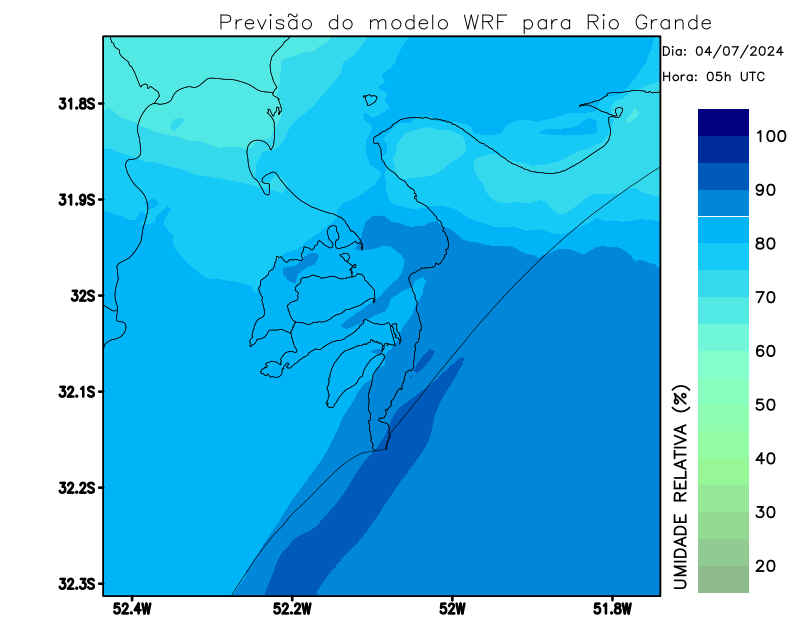 Previsão do modelo WRF para Rio Grande
Dia: 04/07/2024
Hora: 05h UTC
31.8S
31.9S
32S
32.1S
32.2S
32.3S
52.4W
52.2W
52W
51.8W
100
90
80
70
60
50
40
30
20
UMIDADE RELATIVA (%)